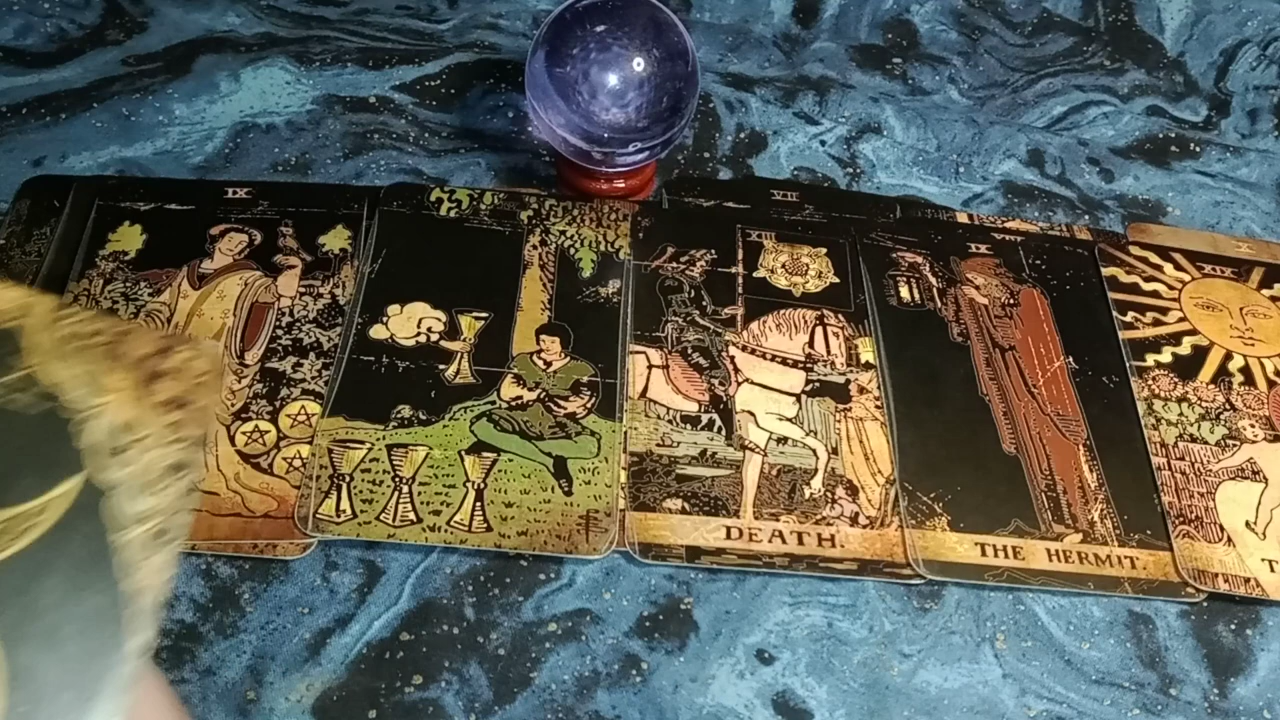 IX
VII
XIII
DEATH.
IX
THE HERMIT.
X
XIX
T